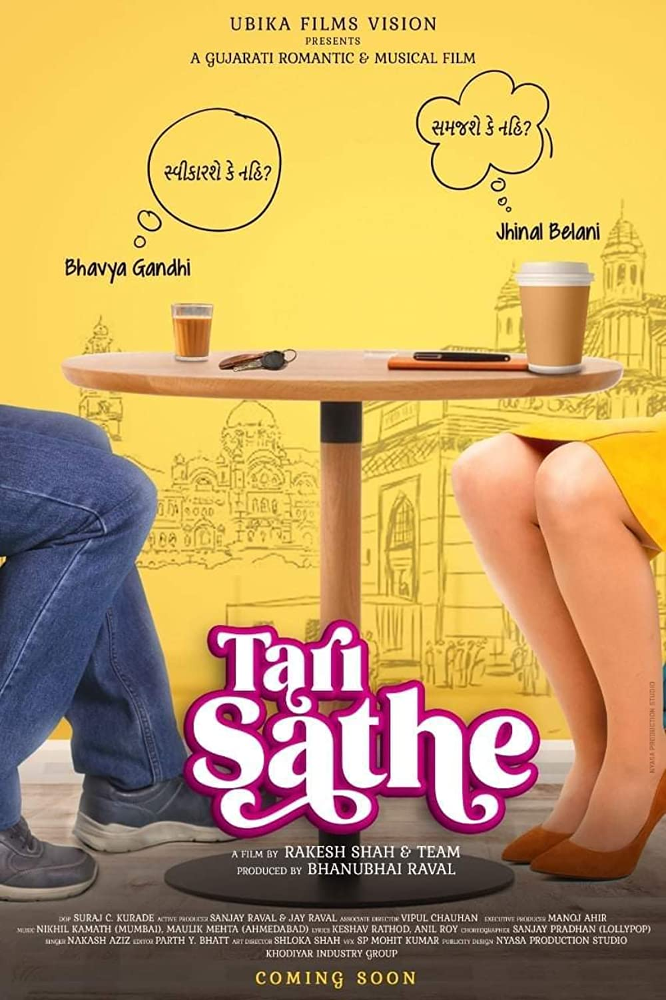 UBIKA FILMS VISION
PRESENTS
A GUJARATI ROMANTIC & MUSICAL FILM
સમજશે કે નહિ?
સ્વીકારશે કે નહિ?
Jhinal Belani
Bhavya Gandhi
Tari
Sathe
NYASA PRODUCTION STUDIO
A FILM BY RAKESH SHAH & TEAM
PRODUCED BY BHANUBHAI RAVAL
DOP SURAJ C. KURADE ACTIVE PRODUCER SANJAY RAVAL & JAY RAVAL ASSOCIATE DIRECTOR VIPUL CHAUHAN EXECUTIVE PRODUCER MANOJ AHIR
MUSIC NIKHIL KAMATH (MUMBAI), MAULIK MEHTA (AHMEDABAD) LYRICS KESHAV RATHOD, ANIL ROY CHOREOGRAPHER SANJAY PRADHAN (LOLLYPOP)
SINGER NAKASH AZIZ EDITOR PARTH Y. BHATT ART DIRECTOR SHLOKA SHAH VFX SP MOHIT KUMAR PUBLICITY DESIGN NYASA PRODUCTION STUDIO
KHODIYAR INDUSTRY GROUP
COMING SOON